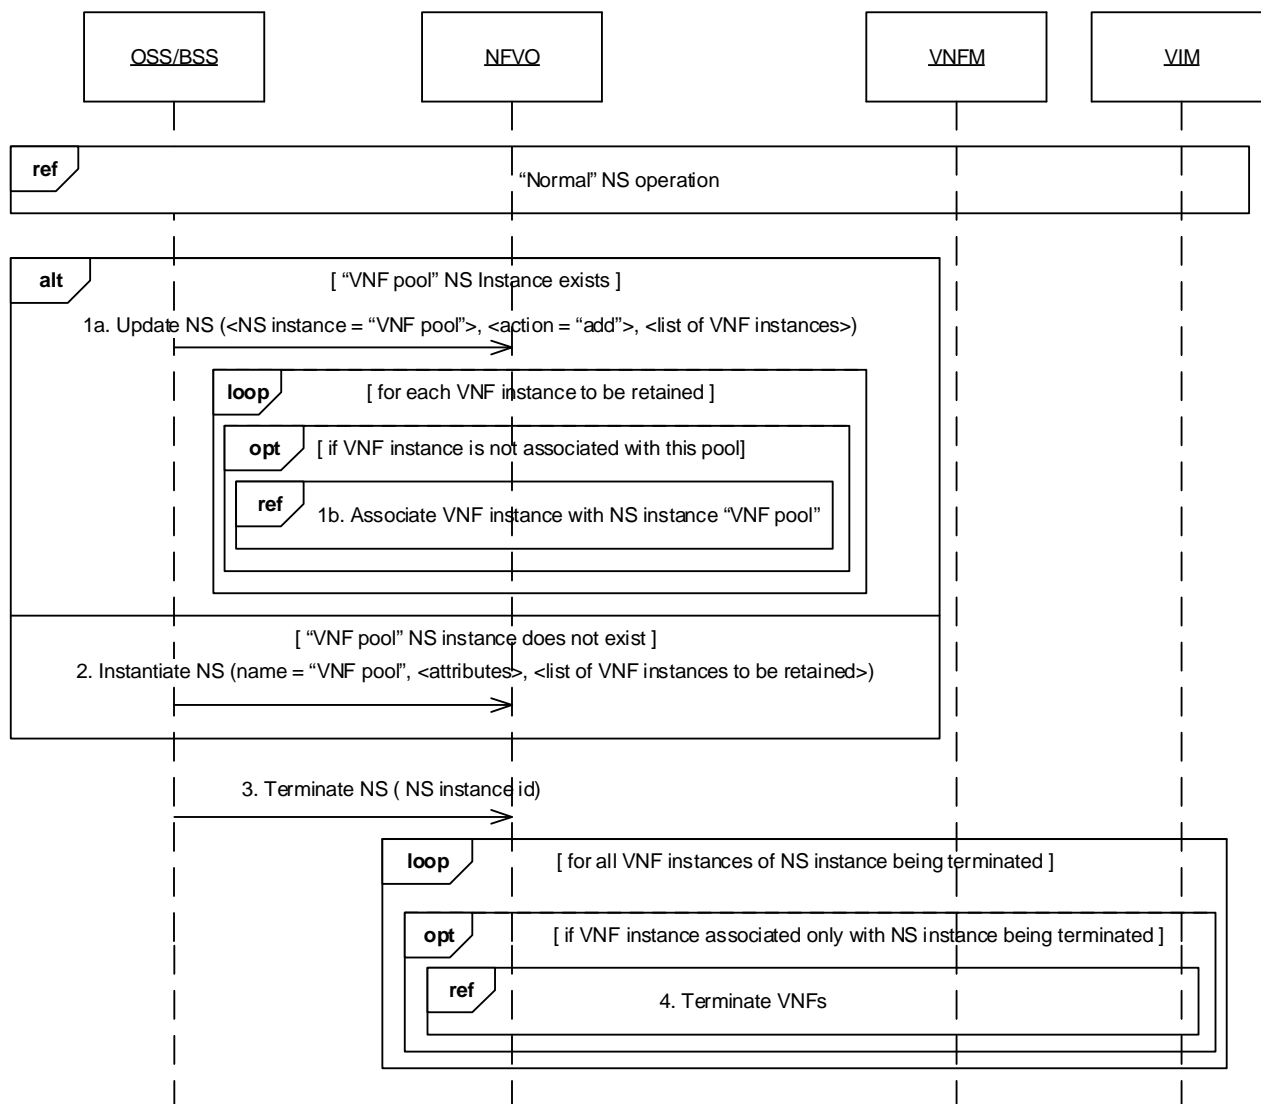 OSS/BSS
NFVO
VNFM
VIM
ref
“Normal” NS operation
alt
[ “VNF pool” NS Instance exists ]
1a. Update NS (<NS instance = “VNF pool”>, <action = “add”>, <list of VNF instances>)
loop
[ for each VNF instance to be retained ]
opt
[ if VNF instance is not associated with this pool]
ref
1b. Associate VNF instance with NS instance “VNF pool”
[ “VNF pool” NS instance does not exist ]
2. Instantiate NS (name = “VNF pool”, <attributes>, <list of VNF instances to be retained>)
3. Terminate NS ( NS instance id)
loop
[ for all VNF instances of NS instance being terminated ]
opt
[ if VNF instance associated only with NS instance being terminated ]
ref
4. Terminate VNFs